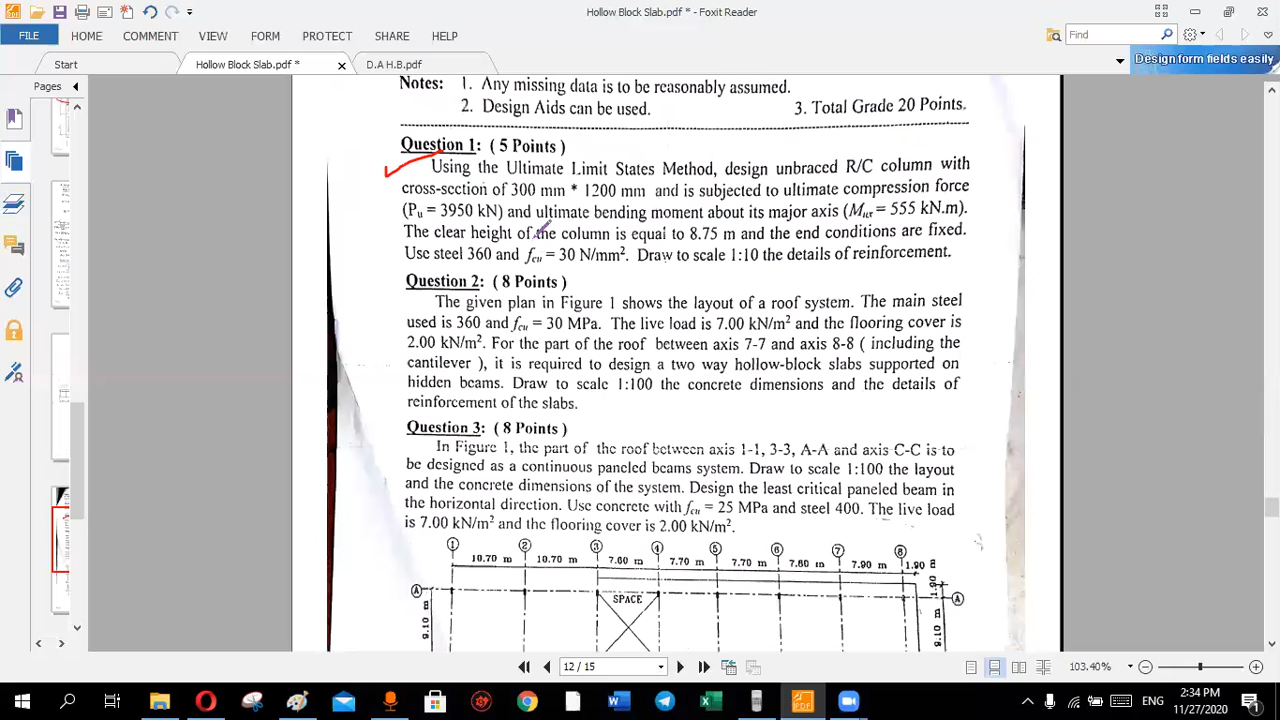 Hollow Block Slab.pdf * - Foxit Reader
FILE HOME COMMENT VIEW FORM PROTECT SHARE HELP
Find
Design form fields easily
Start
Hollow Block Slab.pdf *
D.A H.B.pdf
Pages
Notes: 1. Any missing data is to be reasonably assumed.
2. Design Aids can be used. 3. Total Grade 20 Points.
Question 1: ( 5 Points )
Using the Ultimate Limit States Method, design unbraced R/C column with
cross-section of 300 mm * 1200 mm and is subjected to ultimate compression force
(Pu = 3950 kN) and ultimate bending moment about its major axis (Mux = 555 kN.m).
The clear height of the column is equal to 8.75 m and the end conditions are fixed.
Use steel 360 and fcu = 30 N/mm². Draw to scale 1:10 the details of reinforcement.
Question 2: ( 8 Points )
The given plan in Figure 1 shows the layout of a roof system. The main steel
used is 360 and fcu = 30 MPa. The live load is 7.00 kN/m² and the flooring cover is
2.00 kN/m². For the part of the roof between axis 7-7 and axis 8-8 ( including the
cantilever ), it is required to design a two way hollow-block slabs supported on
hidden beams. Draw to scale 1:100 the concrete dimensions and the details of
reinforcement of the slabs.
Question 3: ( 8 Points )
In Figure 1, the part of the roof between axis 1-1, 3-3, A-A and axis C-C is to
be designed as a continuous paneled beams system. Draw to scale 1:100 the layout
and the concrete dimensions of the system. Design the least critical paneled beam in
the horizontal direction. Use concrete with fcu = 25 MPa and steel 400. The live load
is 7.00 kN/m² and the flooring cover is 2.00 kN/m².
1 2 3 4 5 6 7 8
10.70 m 10.70 m 7.60 m 7.70 m 7.70 m 7.60 m 7.90 m 1.90 m
A SPACE A
9.10 m 9.10 m
12 / 15
103.40%
ENG
2:34 PM
11/27/2020